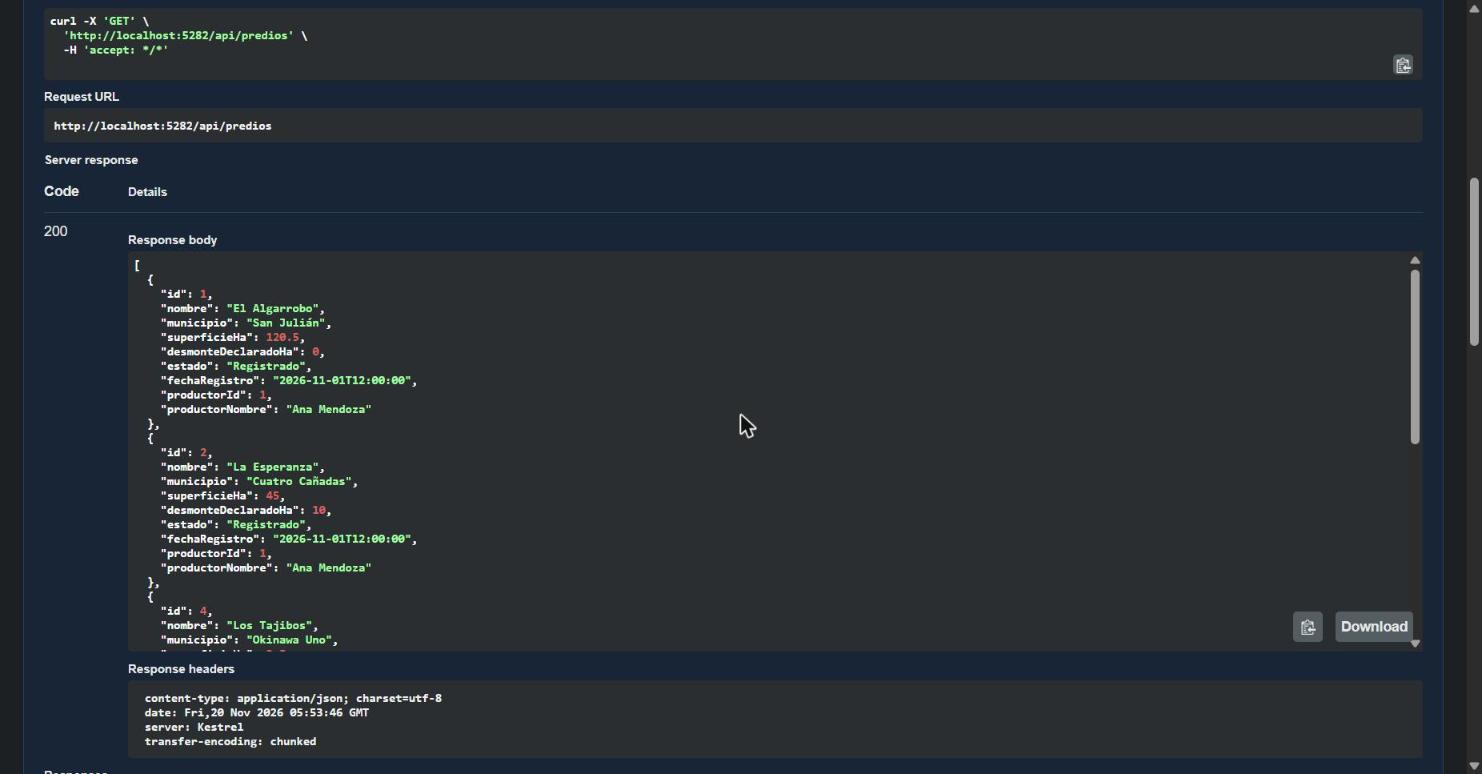 curl -X 'GET' \
'http://localhost:5282/api/predios' \
-H 'accept: */*'
Request URL
http://localhost:5282/api/predios
Server response
Code Details
200
Response body
[
{
"id": 1,
"nombre": "El Algarrobo",
"municipio": "San Julián",
"superficieHa": 120.5,
"desmonteDeclaradoHa": 0,
"estado": "Registrado",
"fechaRegistro": "2026-11-01T12:00:00",
"productorId": 1,
"productorNombre": "Ana Mendoza"
},
{
"id": 2,
"nombre": "La Esperanza",
"municipio": "Cuatro Cañadas",
"superficieHa": 45,
"desmonteDeclaradoHa": 10,
"estado": "Registrado",
"fechaRegistro": "2026-11-01T12:00:00",
"productorId": 1,
"productorNombre": "Ana Mendoza"
},
{
"id": 4,
"nombre": "Los Tajibos",
"municipio": "Okinawa Uno",
Download
Response headers
content-type: application/json; charset=utf-8
date: Fri,20 Nov 2026 05:53:46 GMT
server: Kestrel
transfer-encoding: chunked